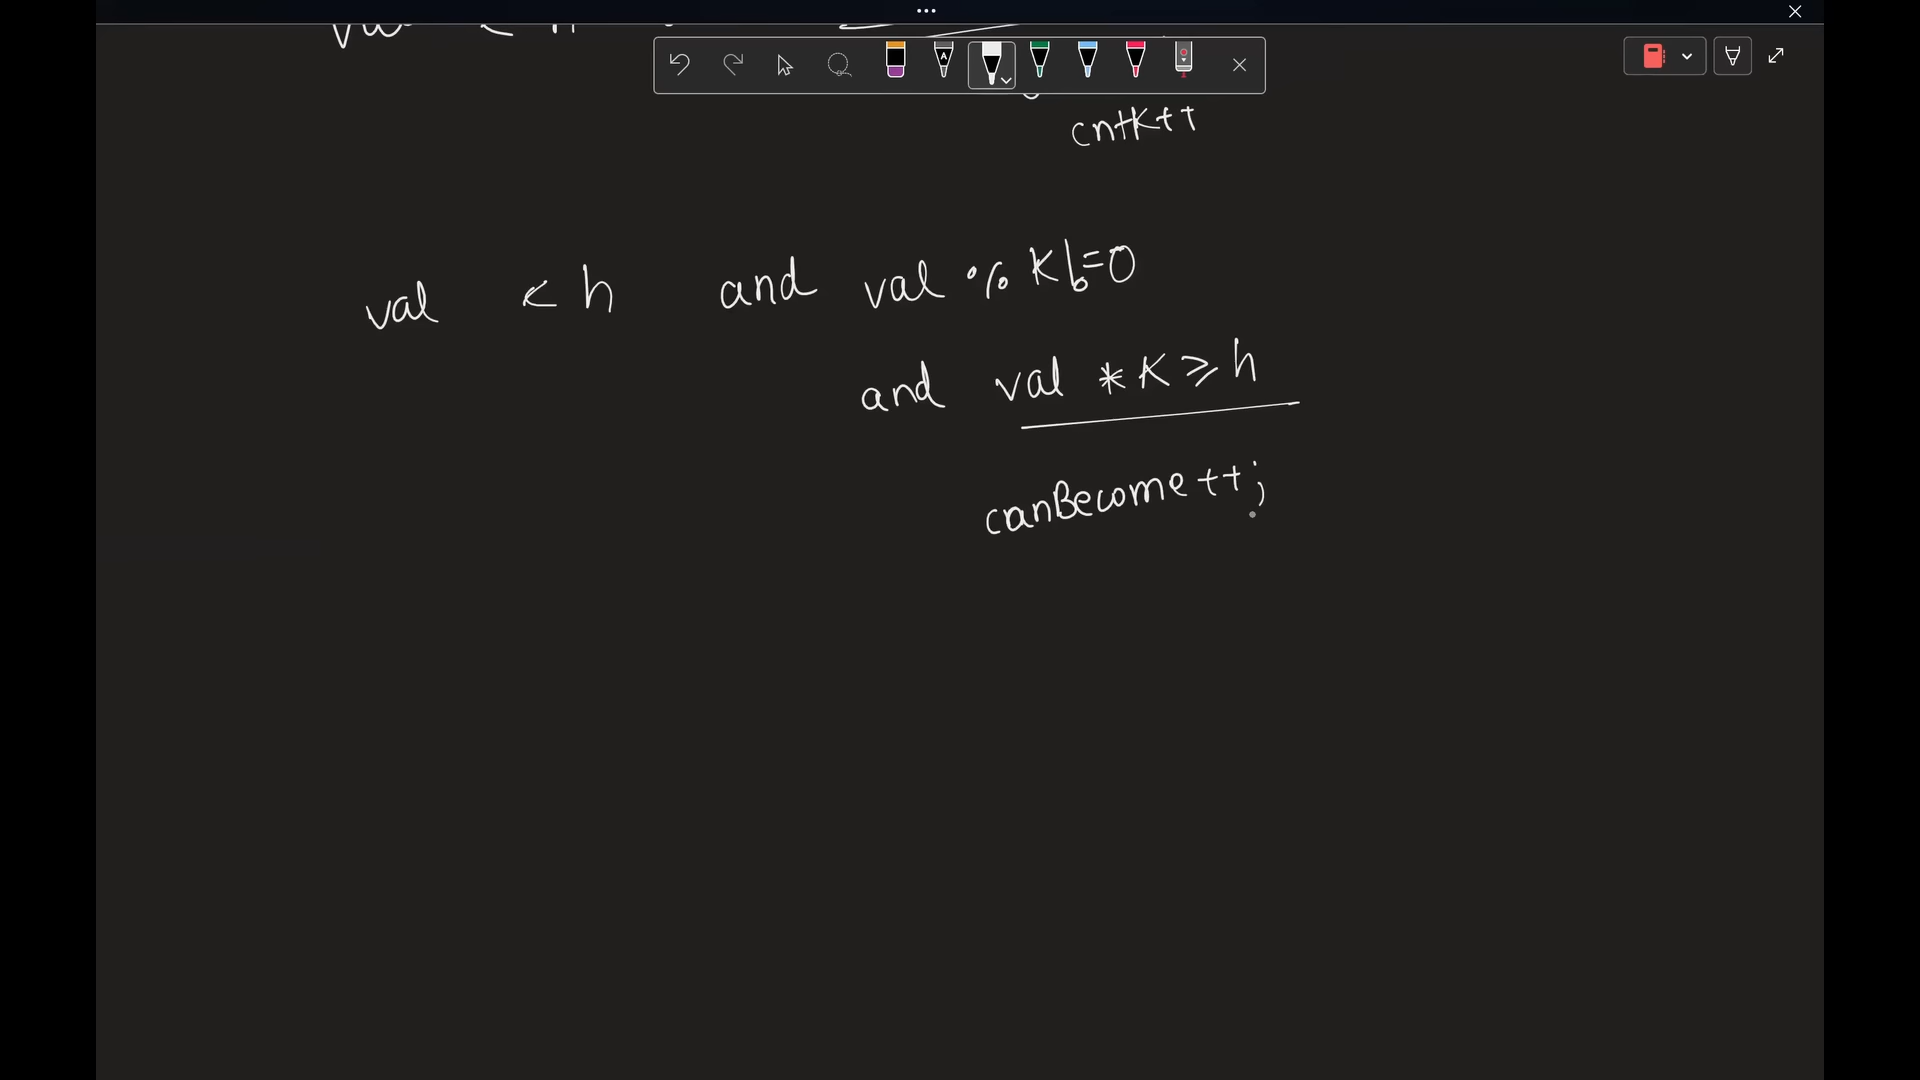 cntK++
val < h and val % K != 0
and val * K ≥ h
canBecome++;